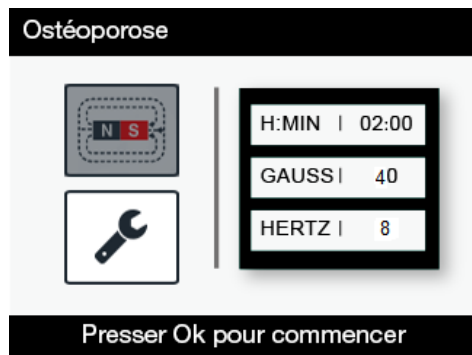 Ostéoporose
N S
H:MIN | 02:00
GAUSS | 40
HERTZ | 8
Presser Ok pour commencer